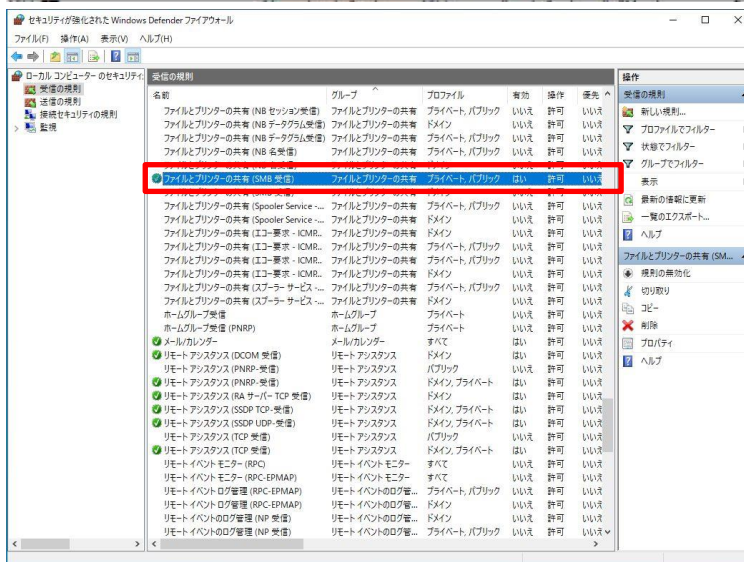 セキュリティが強化された Windows Defender ファイアウォール
ファイル(F) 操作(A) 表示(V) ヘルプ(H)
ローカル コンピューター のセキュリティ
受信の規則
送信の規則
接続セキュリティの規則
監視
受信の規則
名前 グループ プロファイル 有効 操作 優先
ファイルとプリンターの共有 (NB セッション受信) ファイルとプリンターの共有 プライベート, パブリック いいえ 許可 いいえ
ファイルとプリンターの共有 (NB データグラム受信) ファイルとプリンターの共有 ドメイン いいえ 許可 いいえ
ファイルとプリンターの共有 (NB データグラム受信) ファイルとプリンターの共有 プライベート, パブリック いいえ 許可 いいえ
ファイルとプリンターの共有 (NB 名受信) ファイルとプリンターの共有 プライベート, パブリック いいえ 許可 いいえ
ファイルとプリンターの共有 (SMB 受信) ファイルとプリンターの共有 プライベート, パブリック はい 許可 いいえ
ファイルとプリンターの共有 (Spooler Service -... ファイルとプリンターの共有 プライベート, パブリック いいえ 許可 いいえ
ファイルとプリンターの共有 (Spooler Service -... ファイルとプリンターの共有 ドメイン いいえ 許可 いいえ
ファイルとプリンターの共有 (エコー要求 - ICMP... ファイルとプリンターの共有 ドメイン いいえ 許可 いいえ
ファイルとプリンターの共有 (エコー要求 - ICMP... ファイルとプリンターの共有 プライベート, パブリック いいえ 許可 いいえ
ファイルとプリンターの共有 (エコー要求 - ICMP... ファイルとプリンターの共有 ドメイン いいえ 許可 いいえ
ファイルとプリンターの共有 (エコー要求 - ICMP... ファイルとプリンターの共有 プライベート, パブリック いいえ 許可 いいえ
ファイルとプリンターの共有 (スプーラー サービス -... ファイルとプリンターの共有 プライベート, パブリック いいえ 許可 いいえ
ファイルとプリンターの共有 (スプーラー サービス -... ファイルとプリンターの共有 ドメイン いいえ 許可 いいえ
ホームグループ受信 ホームグループ プライベート いいえ 許可 いいえ
ホームグループ受信 (PNRP) ホームグループ プライベート いいえ 許可 いいえ
メール/カレンダー メール/カレンダー すべて はい 許可 いいえ
リモート アシスタンス (DCOM 受信) リモート アシスタンス ドメイン はい 許可 いいえ
リモート アシスタンス (PNRP-受信) リモート アシスタンス パブリック いいえ 許可 いいえ
リモート アシスタンス (PNRP-受信) リモート アシスタンス ドメイン, プライベート はい 許可 いいえ
リモート アシスタンス (RA サーバー TCP 受信) リモート アシスタンス ドメイン はい 許可 いいえ
リモート アシスタンス (SSDP TCP-受信) リモート アシスタンス ドメイン, プライベート はい 許可 いいえ
リモート アシスタンス (SSDP UDP-受信) リモート アシスタンス ドメイン, プライベート はい 許可 いいえ
リモート アシスタンス (TCP 受信) リモート アシスタンス パブリック いいえ 許可 いいえ
リモート アシスタンス (TCP 受信) リモート アシスタンス ドメイン, プライベート はい 許可 いいえ
リモート イベント モニター (RPC) リモート イベント モニター すべて いいえ 許可 いいえ
リモート イベント モニター (RPC-EPMAP) リモート イベント モニター すべて いいえ 許可 いいえ
リモート イベント ログ管理 (RPC-EPMAP) リモート イベントのログ管... プライベート, パブリック いいえ 許可 いいえ
リモート イベント ログ管理 (RPC-EPMAP) リモート イベントのログ管... ドメイン いいえ 許可 いいえ
リモート イベントのログ管理 (NP 受信) リモート イベントのログ管... ドメイン いいえ 許可 いいえ
リモート イベントのログ管理 (NP 受信) リモート イベントのログ管... プライベート, パブリック いいえ 許可 いいえ
操作
受信の規則
新しい規則...
プロファイルでフィルター
状態でフィルター
グループでフィルター
表示
最新の情報に更新
一覧のエクスポート...
ヘルプ
ファイルとプリンターの共有 (SM...
規則の無効化
切り取り
コピー
削除
プロパティ
ヘルプ